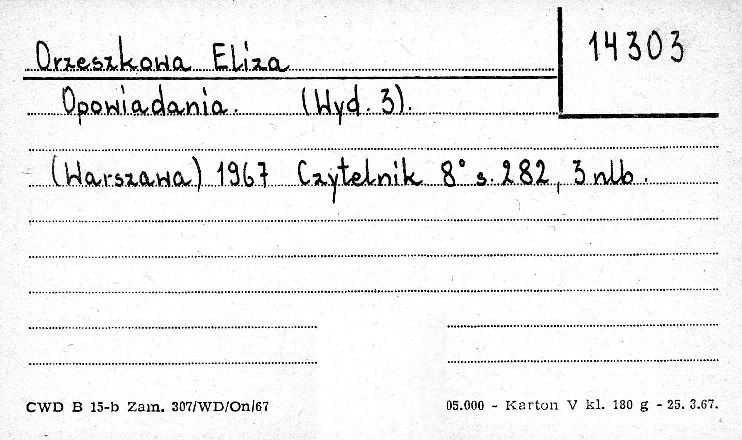 Orzeszkowa Eliza
14303
Opowiadania. (Wyd. 3).
(Warszawa) 1967 Czytelnik 8° s. 282, 3 nlb.
CWD B 15-b Zam. 307/WD/On/67
05.000 - Karton V kl. 180 g - 25. 3.67.